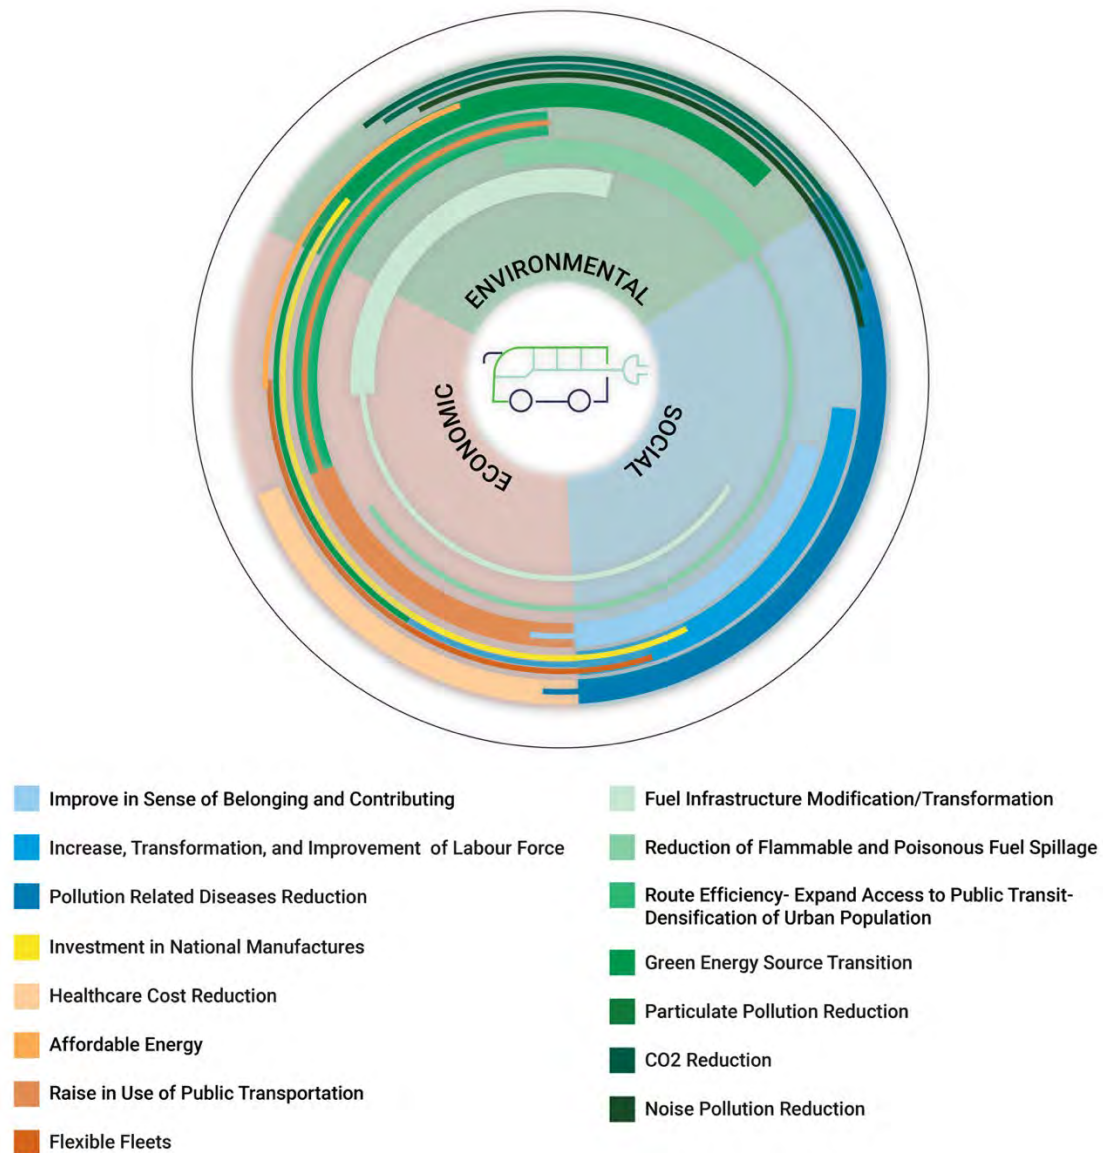 ENVIRONMENTAL
ECONOMIC
SOCIAL
Improve in Sense of Belonging and Contributing
Increase, Transformation, and Improvement of Labour Force
Pollution Related Diseases Reduction
Investment in National Manufactures
Healthcare Cost Reduction
Affordable Energy
Raise in Use of Public Transportation
Flexible Fleets
Fuel Infrastructure Modification/Transformation
Reduction of Flammable and Poisonous Fuel Spillage
Route Efficiency- Expand Access to Public Transit-
Densification of Urban Population
Green Energy Source Transition
Particulate Pollution Reduction
CO2 Reduction
Noise Pollution Reduction